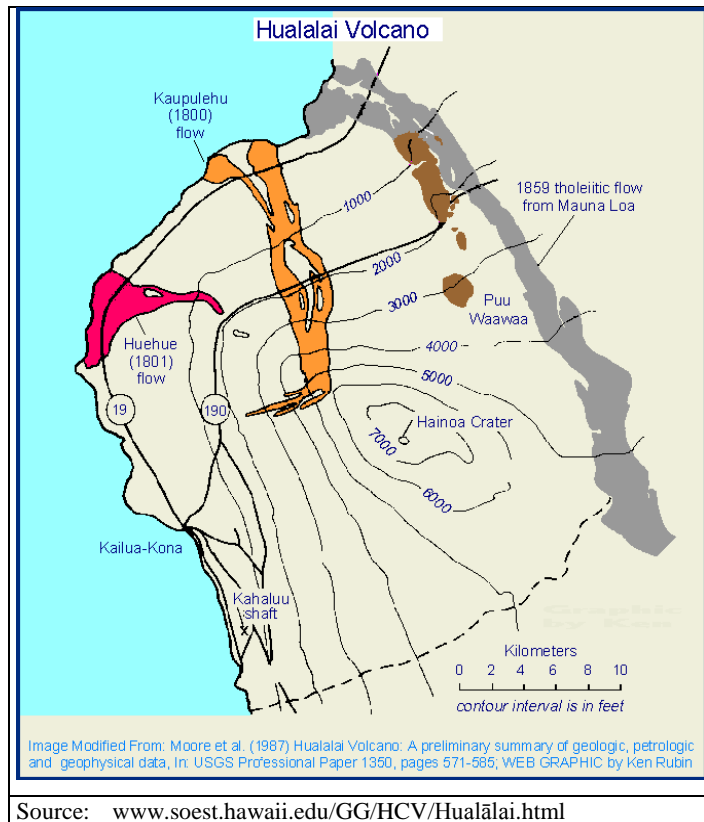 Hualalai Volcano
Kaupulehu
(1800)
flow
1859 tholeiitic flow
from Mauna Loa
1000
2000
3000
Puu
Waawaa
4000
5000
Huehue
(1801)
flow
19
190
Hainoa Crater
7000
6000
Kailua-Kona
Kahaluu
shaft
x
Graphic
by Ken
Kilometers
0 2 4 6 8 10
contour interval is in feet
Image Modified From: Moore et al. (1987) Hualalai Volcano: A preliminary summary of geologic, petrologic
and geophysical data, In: USGS Professional Paper 1350, pages 571-585; WEB GRAPHIC by Ken Rubin
Source: www.soest.hawaii.edu/GG/HCV/Hualālai.html